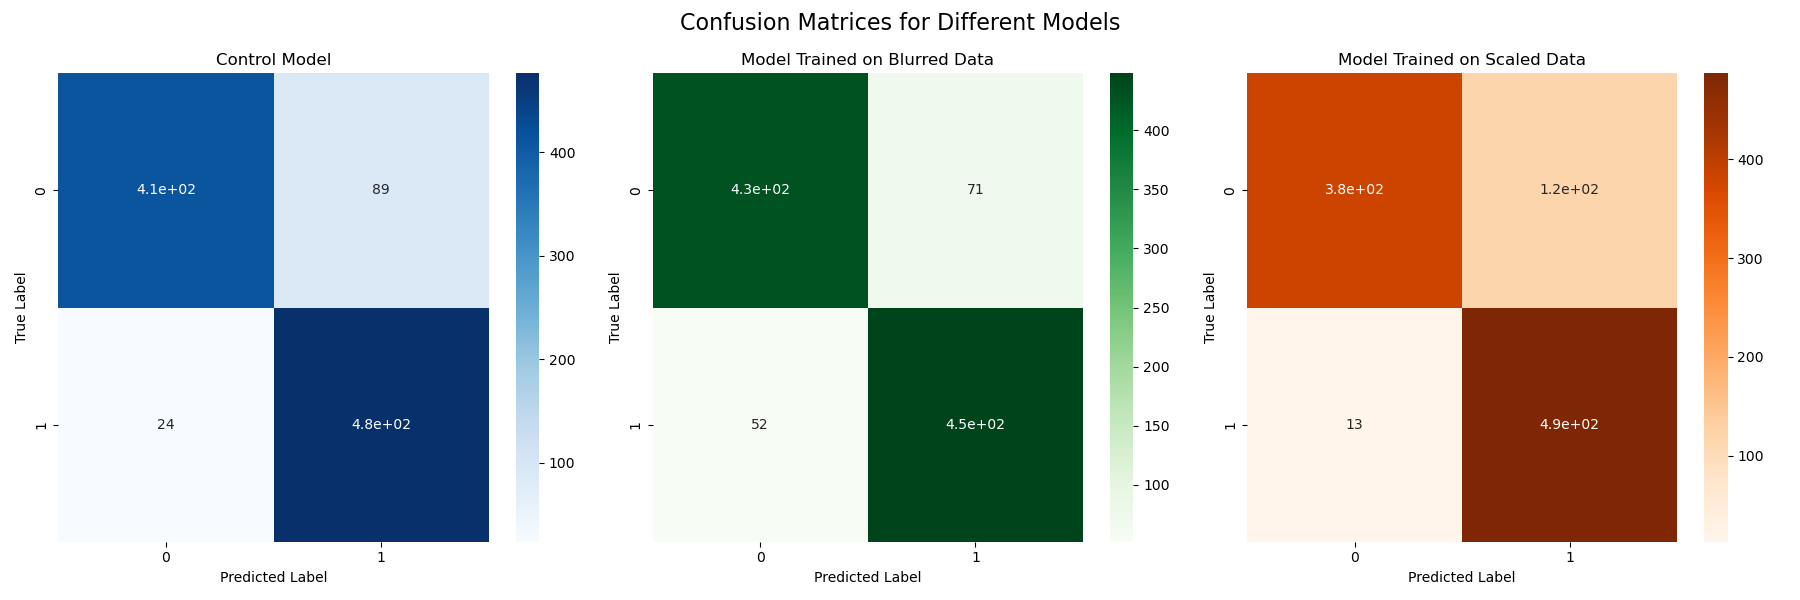 Confusion Matrices for Different Models
Control Model
True Label
0
1
4.1e+02
89
24
4.8e+02
0
1
Predicted Label
400
300
200
100
Model Trained on Blurred Data
True Label
0
1
4.3e+02
71
52
4.5e+02
0
1
Predicted Label
400
350
300
250
200
150
100
Model Trained on Scaled Data
True Label
0
1
3.8e+02
1.2e+02
13
4.9e+02
0
1
Predicted Label
400
300
200
100